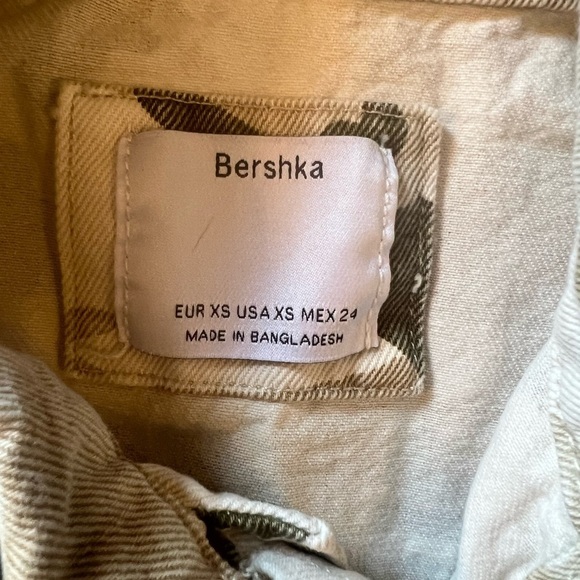 Bershka
EUR XS USA XS MEX 24
MADE IN BANGLADESH